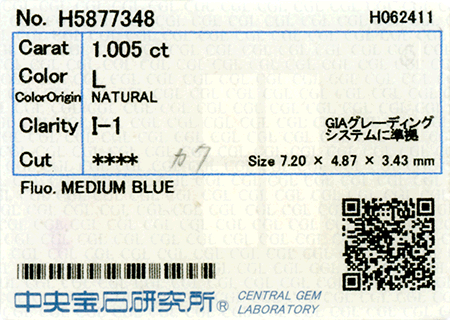 No. H5877348 H062411
Carat 1.005 ct
Color L
ColorOrigin NATURAL
Clarity I-1 GIAグレーディング
システムに準拠
Cut **** カク Size 7.20 × 4.87 × 3.43 mm
Fluo. MEDIUM BLUE
中央宝石研究所® CENTRAL GEM
LABORATORY